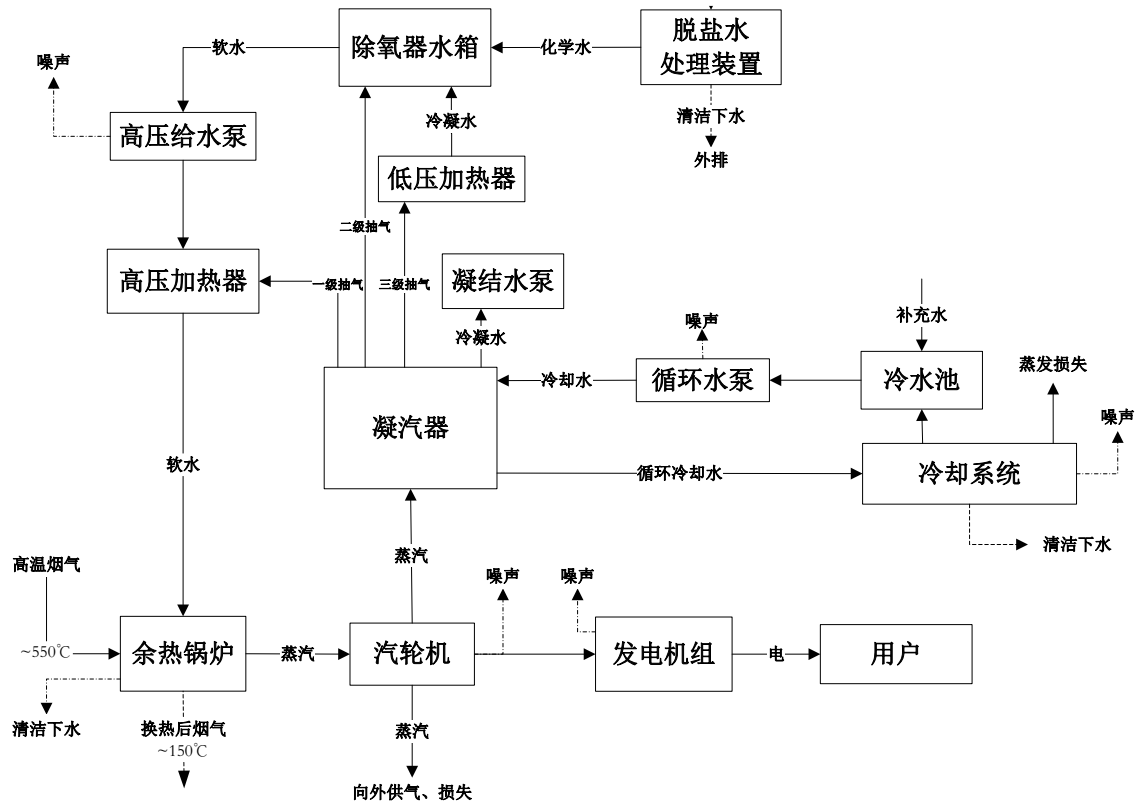 除氧器水箱
软水
化学水
脱盐水
处理装置
噪声
清洁下水
外排
高压给水泵
冷凝水
低压加热器
二级抽气
高压加热器
一级抽气
三级抽气
凝结水泵
冷凝水
补充水
噪声
冷却水
循环水泵
冷水池
蒸发损失
噪声
凝汽器
软水
循环冷却水
冷却系统
清洁下水
高温烟气
~550℃
蒸汽
噪声
噪声
余热锅炉
蒸汽
汽轮机
发电机组
电
用户
清洁下水
换热后烟气
~150℃
蒸汽
向外供气、损失